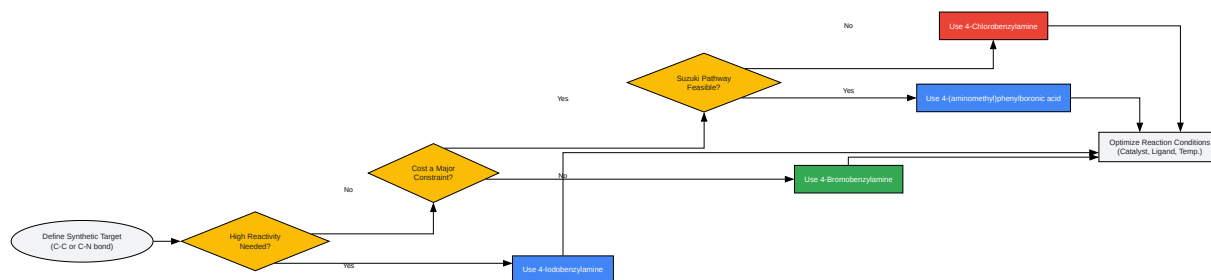 Define Synthetic Target
(C-C or C-N bond)
High Reactivity
Needed?
Yes
No
Use 4-Iodobenzylamine
Cost a Major
Constraint?
No
Yes
Use 4-Bromobenzylamine
Suzuki Pathway
Feasible?
Yes
No
Use 4-(aminomethyl)phenylboronic acid
Use 4-Chlorobenzylamine
Optimize Reaction Conditions
(Catalyst, Ligand, Temp.)